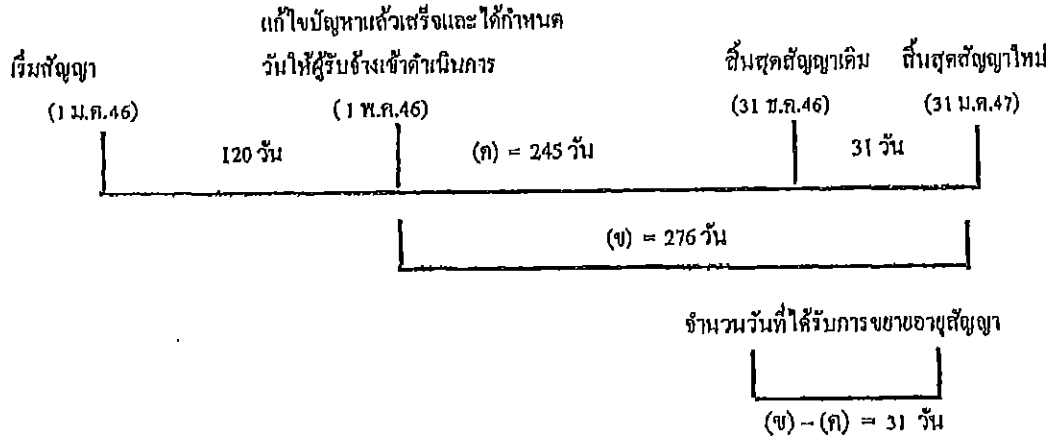 แก้ไขปัญหาแล้วเสร็จและได้กำหนด
เริ่มสัญญา วันให้ผู้รับจ้างเข้าดำเนินการ สิ้นสุดสัญญาเดิม สิ้นสุดสัญญาใหม่
(1 ม.ค.46) (1 พ.ค.46) (31 ธ.ค.46) (31 ม.ค.47)
120 วัน (ค) = 245 วัน 31 วัน
(ข) = 276 วัน
จำนวนวันที่ได้รับการขยายอายุสัญญา
(ข) – (ค) = 31 วัน